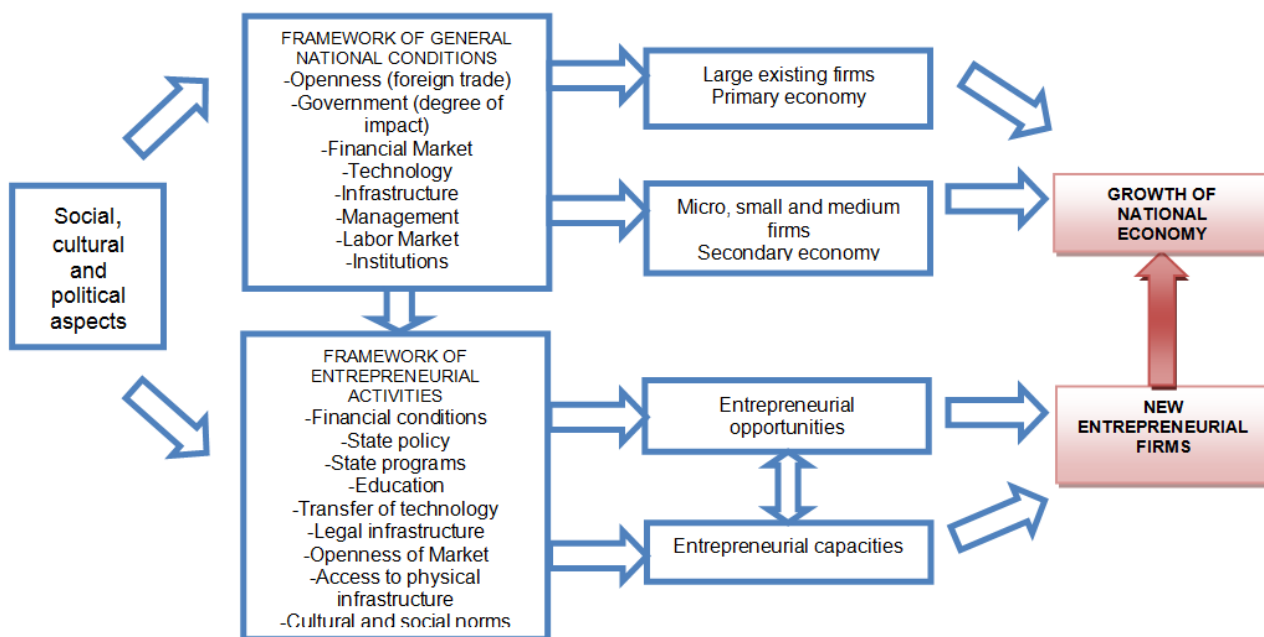 Social,
cultural
and
political
aspects
FRAMEWORK OF GENERAL
NATIONAL CONDITIONS
-Openness (foreign trade)
-Government (degree of
impact)
-Financial Market
-Technology
-Infrastructure
-Management
-Labor Market
-Institutions
FRAMEWORK OF
ENTREPRENEURIAL
ACTIVITIES
-Financial conditions
-State policy
-State programs
-Education
-Transfer of technology
-Legal infrastructure
-Openness of Market
-Access to physical
infrastructure
-Cultural and social norms
Large existing firms
Primary economy
Micro, small and medium
firms
Secondary economy
Entrepreneurial
opportunities
Entrepreneurial capacities
GROWTH OF
NATIONAL
ECONOMY
NEW
ENTREPRENEURIAL
FIRMS